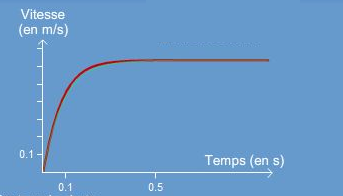 Vitesse
(en m/s)
0.1
Temps (en s)
0.1
0.5